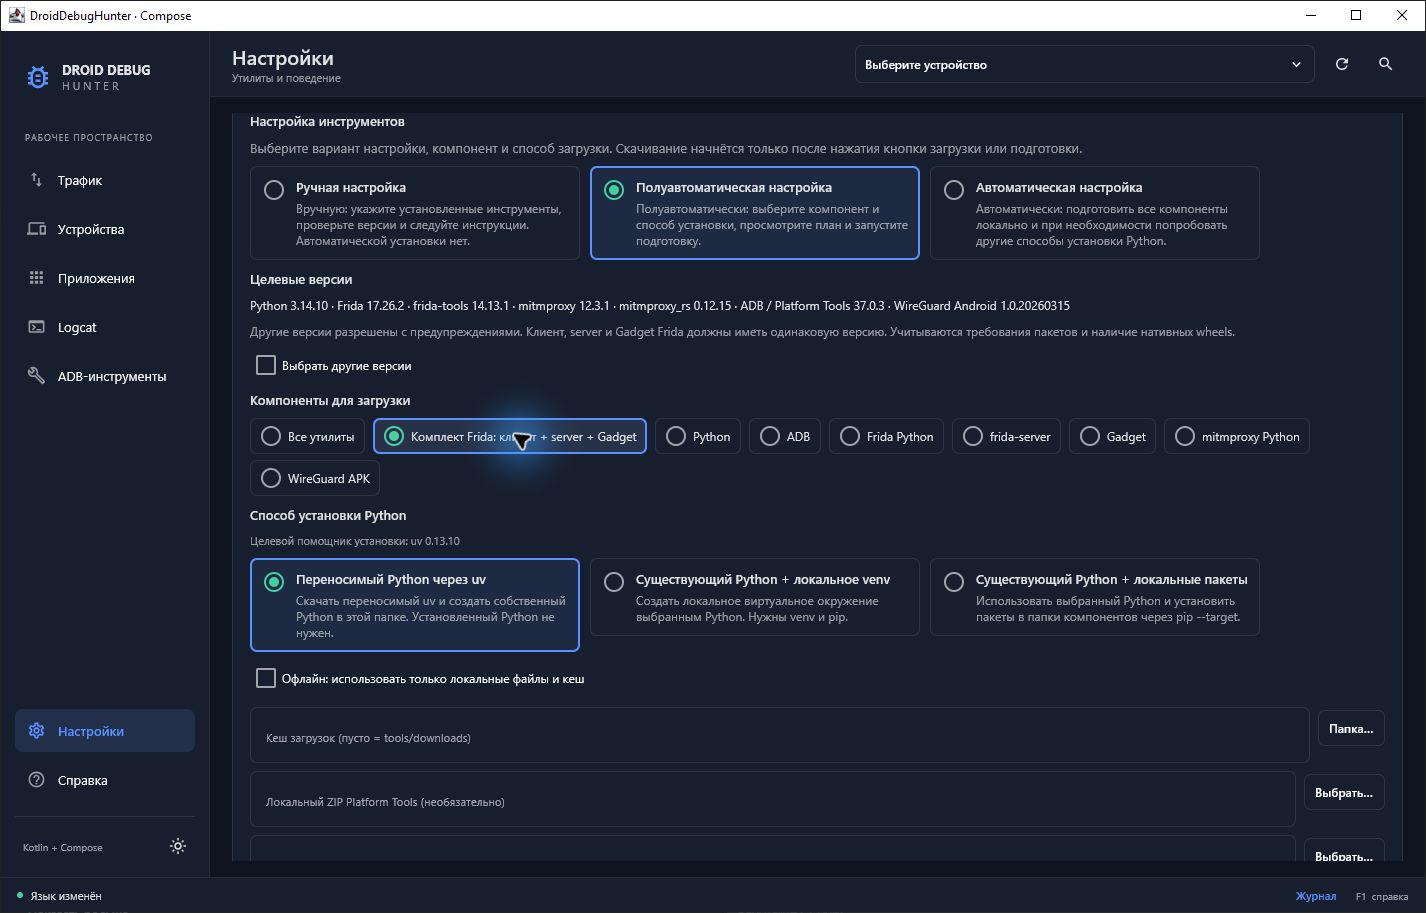 DroidDebugHunter · Compose
DROID DEBUG
HUNTER
РАБОЧЕЕ ПРОСТРАНСТВО
Трафик
Устройства
Приложения
Logcat
ADB-инструменты
Настройки
Справка
Kotlin + Compose
Настройки
Утилиты и поведение
Выберите устройство
Настройка инструментов
Выберите вариант настройки, компонент и способ загрузки. Скачивание начнётся только после нажатия кнопки загрузки или подготовки.
Ручная настройка
Вручную: укажите установленные инструменты,
проверьте версии и следуйте инструкции.
Автоматической установки нет.
Полуавтоматическая настройка
Полуавтоматически: выберите компонент и
способ установки, просмотрите план и запустите
подготовку.
Автоматическая настройка
Автоматически: подготовить все компоненты
локально и при необходимости попробовать
другие способы установки Python.
Целевые версии
Python 3.14.10 · Frida 17.26.2 · frida-tools 14.13.1 · mitmproxy 12.3.1 · mitmproxy_rs 0.12.15 · ADB / Platform Tools 37.0.3 · WireGuard Android 1.0.20260315
Другие версии разрешены с предупреждениями. Клиент, server и Gadget Frida должны иметь одинаковую версию. Учитываются требования пакетов и наличие нативных wheels.
Выбрать другие версии
Компоненты для загрузки
Все утилиты
Комплект Frida: клиент + server + Gadget
Python
ADB
Frida Python
frida-server
Gadget
mitmproxy Python
WireGuard APK
Способ установки Python
Целевой помощник установки: uv 0.13.10
Переносимый Python через uv
Скачать переносимый uv и создать собственный
Python в этой папке. Установленный Python не
нужен.
Существующий Python + локальное venv
Создать локальное виртуальное окружение
выбранным Python. Нужны venv и pip.
Существующий Python + локальные пакеты
Использовать выбранный Python и установить
пакеты в папки компонентов через pip --target.
Офлайн: использовать только локальные файлы и кеш
Кеш загрузок (пусто = tools/downloads)
Папка...
Локальный ZIP Platform Tools (необязательно)
Выбрать...
Выбрать...
Язык изменён
Журнал
F1 справка